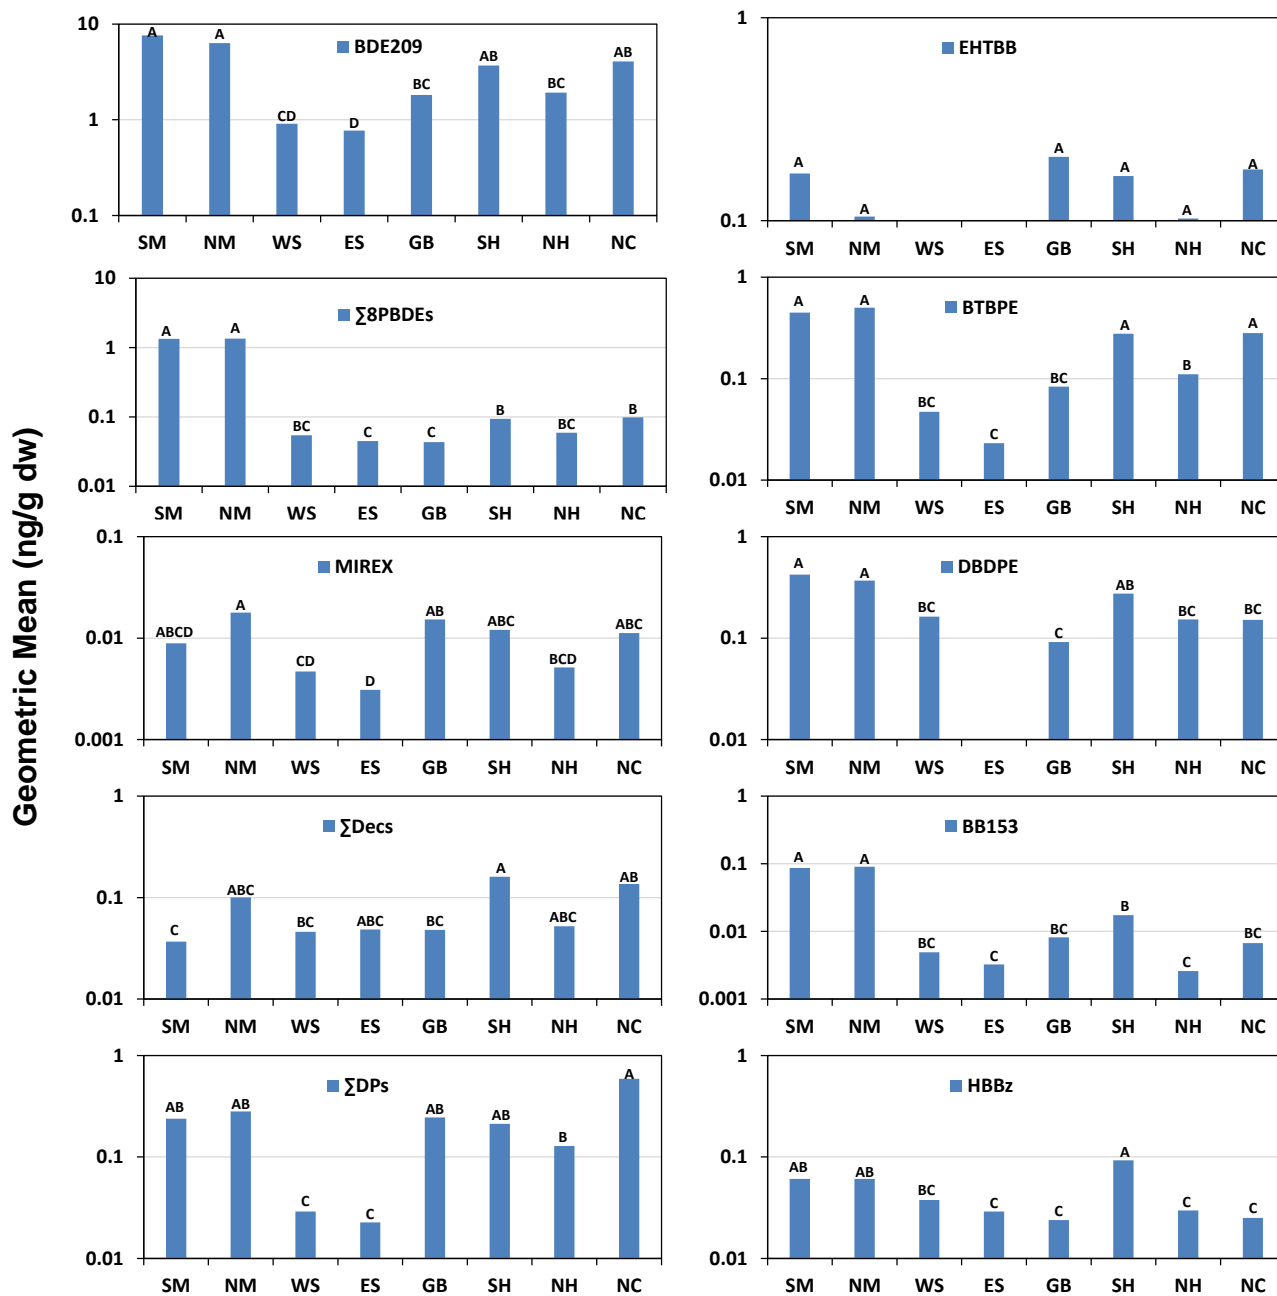 Geometric Mean (ng/g dw)
BDE209
10
1
0.1
A A CD D BC AB BC AB
SM NM WS ES GB SH NH NC
∑8PBDEs
10
1
0.1
0.01
A A BC C C B BC B
SM NM WS ES GB SH NH NC
MIREX
0.1
0.01
0.001
ABCD A CD D AB ABC BCD ABC
SM NM WS ES GB SH NH NC
∑Decs
1
0.1
0.01
C ABC BC ABC BC A ABC AB
SM NM WS ES GB SH NH NC
∑DPs
1
0.1
0.01
AB AB C C AB AB B A
SM NM WS ES GB SH NH NC
EHTBB
1
0.1
A A A A A A
SM NM WS ES GB SH NH NC
BTBPE
1
0.1
0.01
A A BC C BC A B A
SM NM WS ES GB SH NH NC
DBDPE
1
0.1
0.01
A A BC C AB BC BC
SM NM WS ES GB SH NH NC
BB153
1
0.1
0.01
0.001
A A BC C BC B C BC
SM NM WS ES GB SH NH NC
HBBz
1
0.1
0.01
AB AB BC C C A C C
SM NM WS ES GB SH NH NC